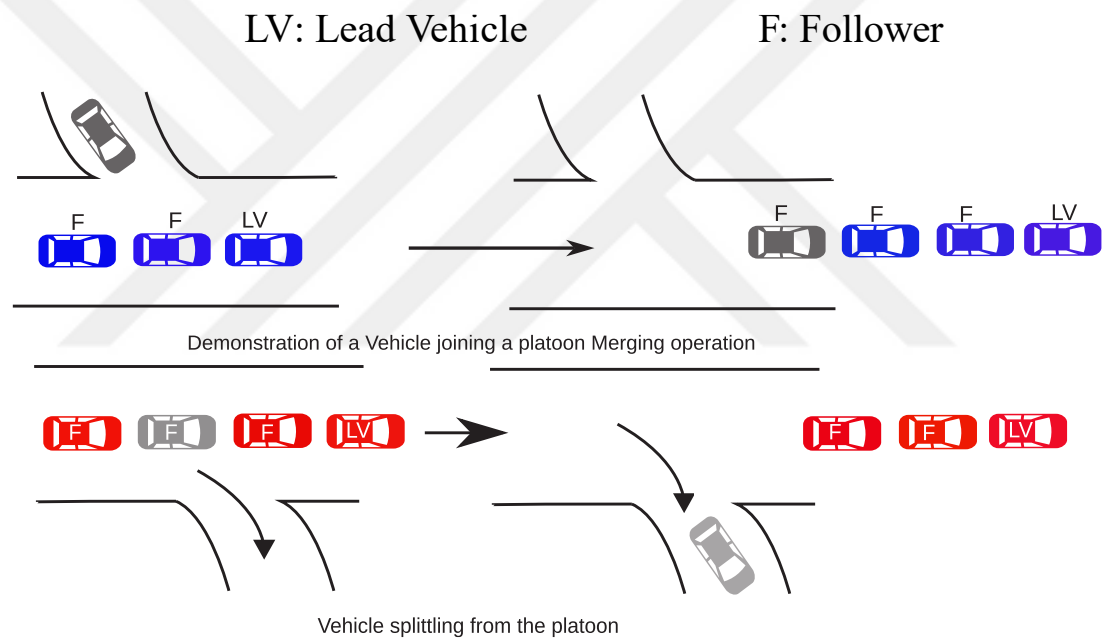 LV: Lead Vehicle F: Follower
F F LV
F F F LV
Demonstration of a Vehicle joining a platoon Merging operation
F F F LV
F F LV
Vehicle splittling from the platoon